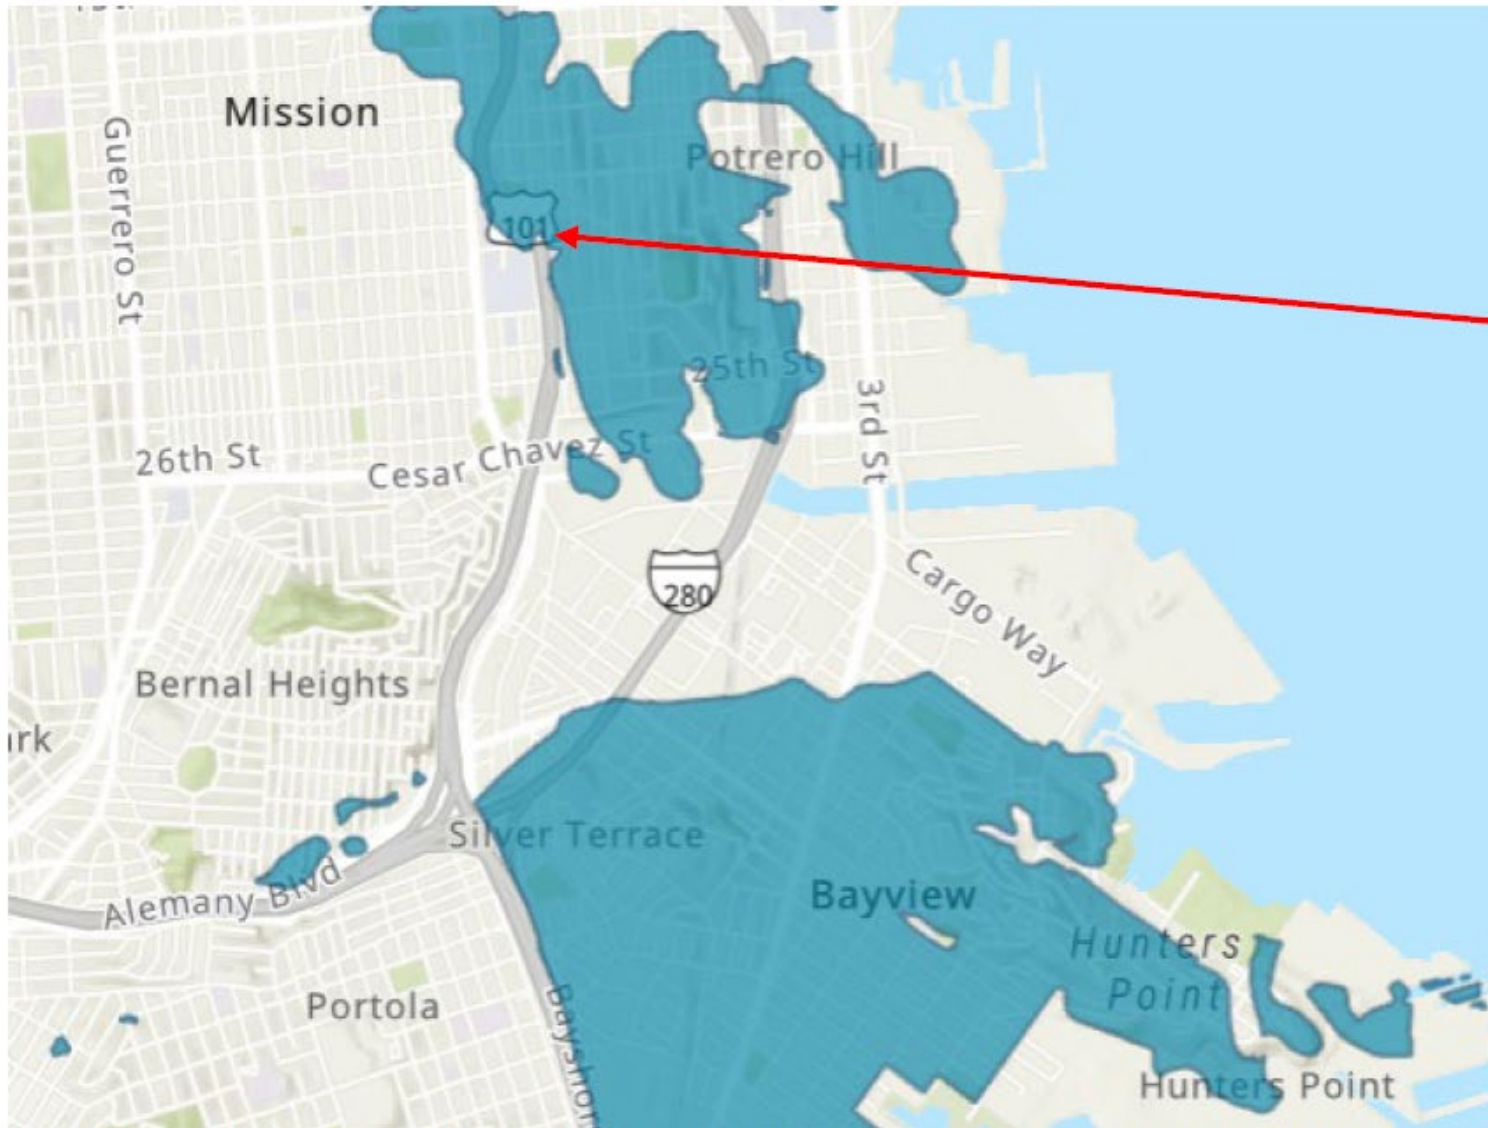 Mission
Guerrero St
Potrero Hill
101
25th St
3rd St
26th St
Cesar Chavez St
280
Cargo Way
Bernal Heights
Silver Terrace
Alemany Blvd
Bayview
Hunters
Point
Portola
Hunters Point